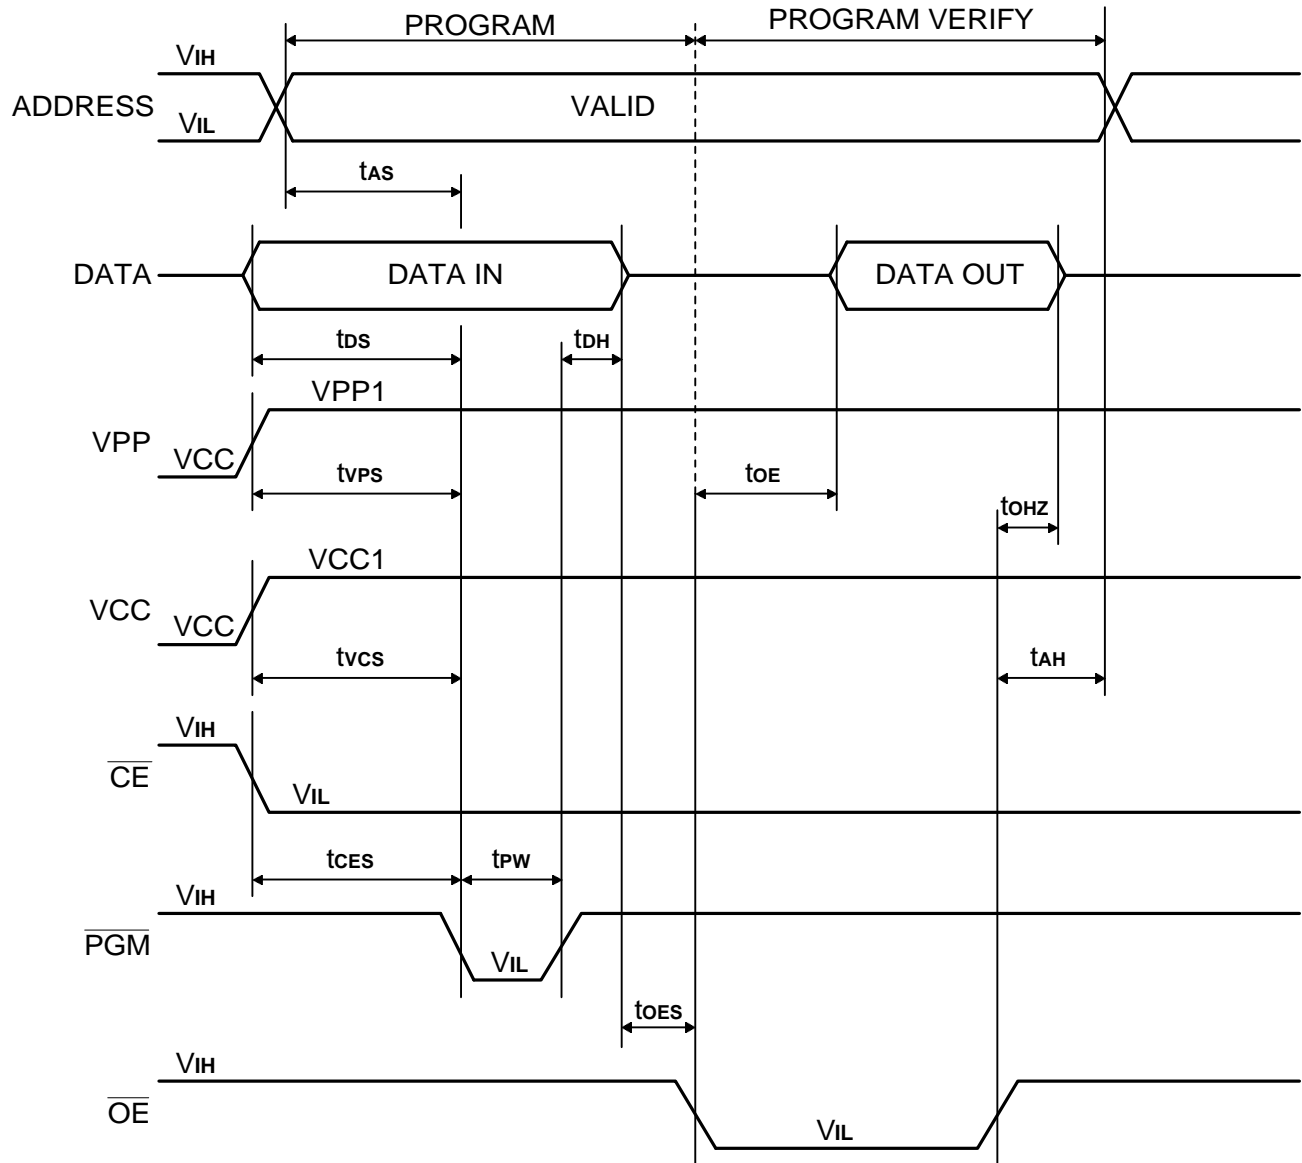 PROGRAM PROGRAM VERIFY
VIH
ADDRESS VALID
VIL
tAS
DATA DATA IN DATA OUT
tDS tDH
VPP1
VPP
VCC
tVPS tOE
tOHZ
VCC1
VCC
VCC
tVCS tAH
VIH
CE
VIL
tCES tPW
VIH
PGM
VIL
tOES
VIH
OE
VIL